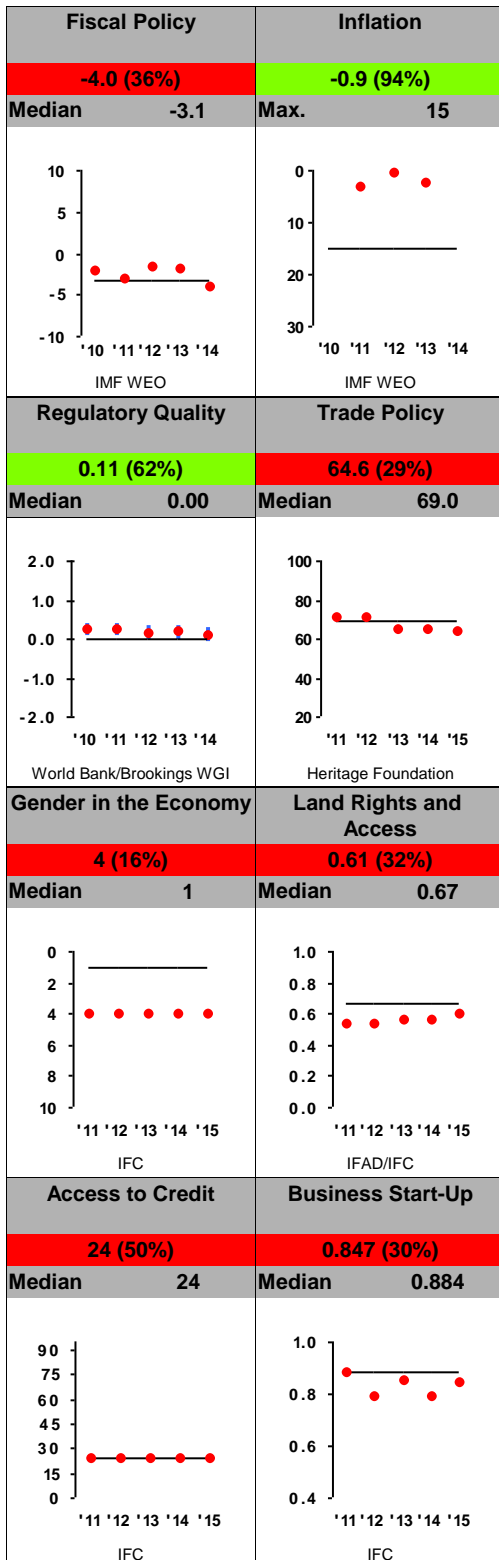 Fiscal Policy
-4.0 (36%)
Median -3.1
10
5
0
-5
-10
'10 '11 '12 '13 '14
IMF WEO
Inflation
-0.9 (94%)
Max. 15
0
10
20
30
'10 '11 '12 '13 '14
IMF WEO
Regulatory Quality
0.11 (62%)
Median 0.00
2.0
1.0
0.0
-1.0
-2.0
'10 '11 '12 '13 '14
World Bank/Brookings WGI
Trade Policy
64.6 (29%)
Median 69.0
100
80
60
40
20
'11 '12 '13 '14 '15
Heritage Foundation
Gender in the Economy
4 (16%)
Median 1
0
2
4
6
8
10
'11 '12 '13 '14 '15
IFC
Land Rights and
Access
0.61 (32%)
Median 0.67
1.0
0.8
0.6
0.4
0.2
0.0
'11 '12 '13 '14 '15
IFAD/IFC
Access to Credit
24 (50%)
Median 24
90
75
60
45
30
15
0
'11 '12 '13 '14 '15
IFC
Business Start-Up
0.847 (30%)
Median 0.884
1.0
0.8
0.6
0.4
'11 '12 '13 '14 '15
IFC